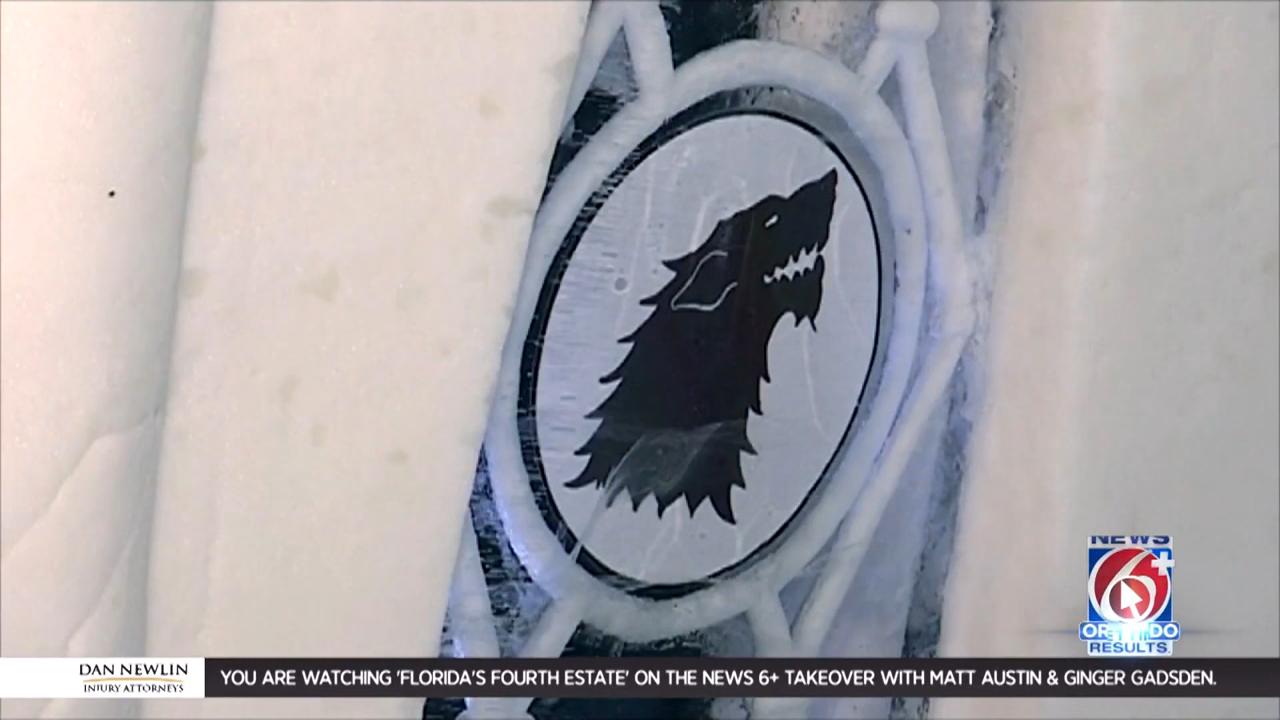 NEWS
6+
ORLANDO
RESULTS.
DAN NEWLIN
INJURY ATTORNEYS
YOU ARE WATCHING 'FLORIDA'S FOURTH ESTATE' ON THE NEWS 6+ TAKEOVER WITH MATT AUSTIN & GINGER GADSDEN.